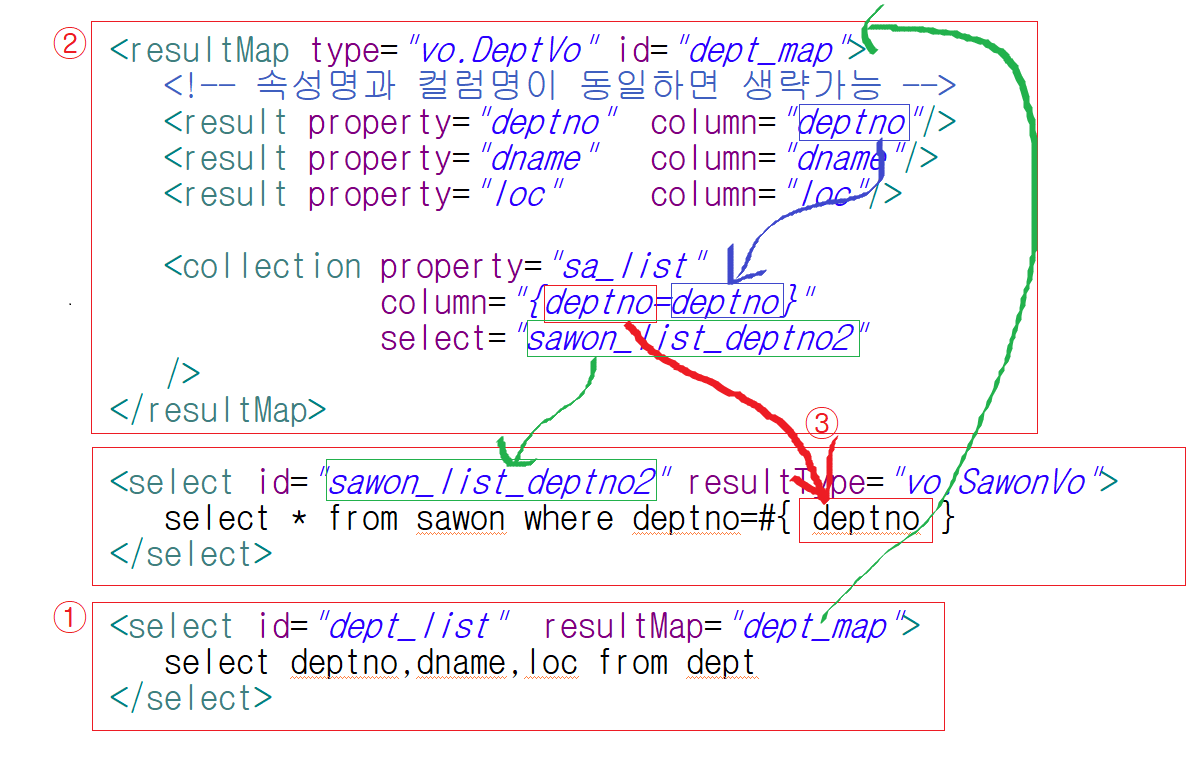 ②
<resultMap type="vo.DeptVo" id="dept_map">
<!-- 속성명과 컬럼명이 동일하면 생략가능 -->
<result property="deptno" column="deptno"/>
<result property="dname" column="dname"/>
<result property="loc" column="loc"/>
<collection property="sa_list"
column="{deptno=deptno}"
select="sawon_list_deptno2"
/>
</resultMap>
③
<select id="sawon_list_deptno2" resultType="vo.SawonVo">
select * from sawon where deptno=#{ deptno }
</select>
①
<select id="dept_list" resultMap="dept_map">
select deptno,dname,loc from dept
</select>